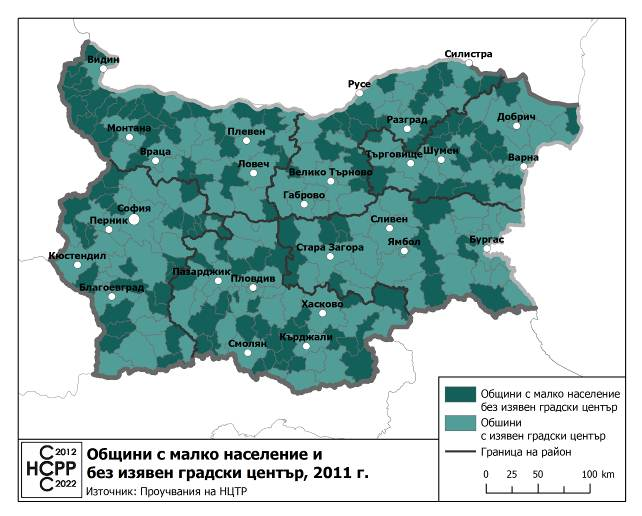 Видин
Силистра
Русе
Монтана
Плевен
Разград
Добрич
Враца
Търговище
Шумен
Варна
Ловеч
Велико Търново
Габрово
София
Перник
Сливен
Стара Загора
Ямбол
Бургас
Кюстендил
Пазарджик
Пловдив
Благоевград
Хасково
Смолян
Кърджали
Общини с малко население
без изявен градски център
Общини
с изявен градски център
Граница на район
0 25 50 100 km
C 2012
HCPP
C 2022
Общини с малко население и
без изявен градски център, 2011 г.
Източник: Проучвания на НЦТР